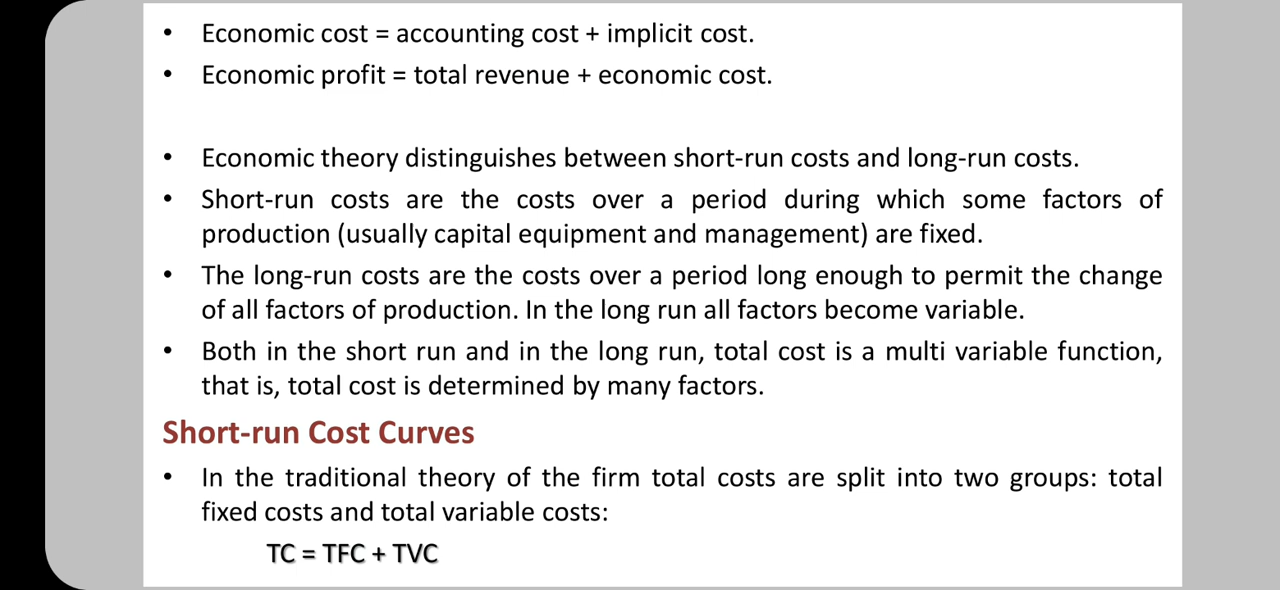 • Economic cost = accounting cost + implicit cost.
• Economic profit = total revenue + economic cost.
• Economic theory distinguishes between short-run costs and long-run costs.
• Short-run costs are the costs over a period during which some factors of
production (usually capital equipment and management) are fixed.
• The long-run costs are the costs over a period long enough to permit the change
of all factors of production. In the long run all factors become variable.
• Both in the short run and in the long run, total cost is a multi variable function,
that is, total cost is determined by many factors.
Short-run Cost Curves
• In the traditional theory of the firm total costs are split into two groups: total
fixed costs and total variable costs:
TC = TFC + TVC